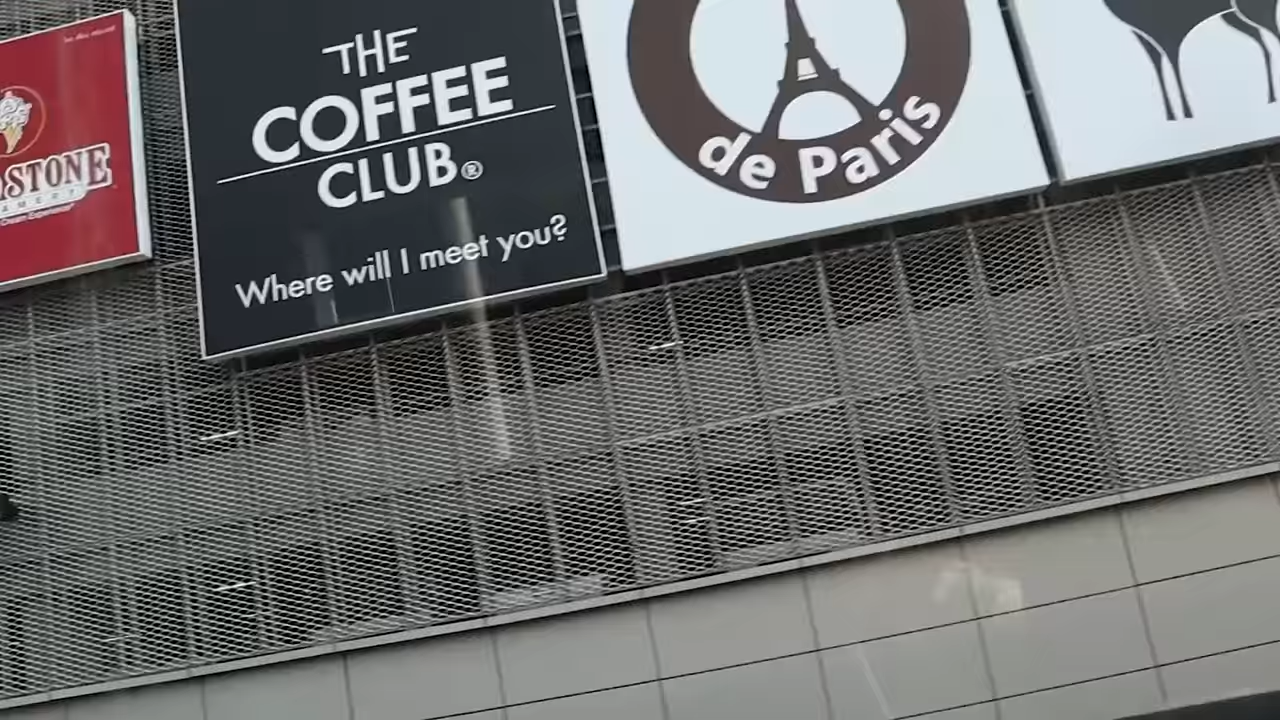 STONE
THE
COFFEE
CLUB®
Where will I meet you?
de Paris